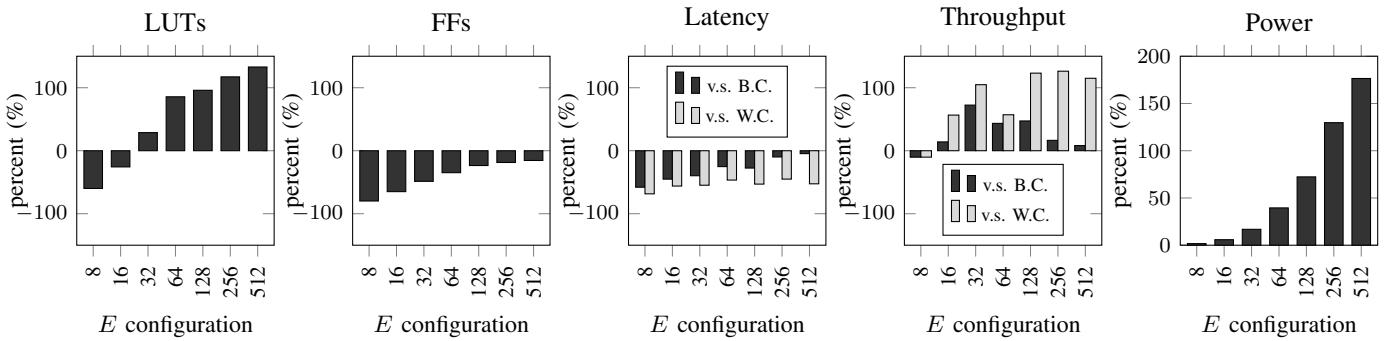 LUTs
percent (%)
100
0
−100
8 16 32 64 128 256 512
E configuration
FFs
percent (%)
100
0
−100
8 16 32 64 128 256 512
E configuration
Latency
percent (%)
100
0
−100
v.s. B.C.
v.s. W.C.
8 16 32 64 128 256 512
E configuration
Throughput
percent (%)
100
0
−100
v.s. B.C.
v.s. W.C.
8 16 32 64 128 256 512
E configuration
Power
percent (%)
200
150
100
50
0
8 16 32 64 128 256 512
E configuration